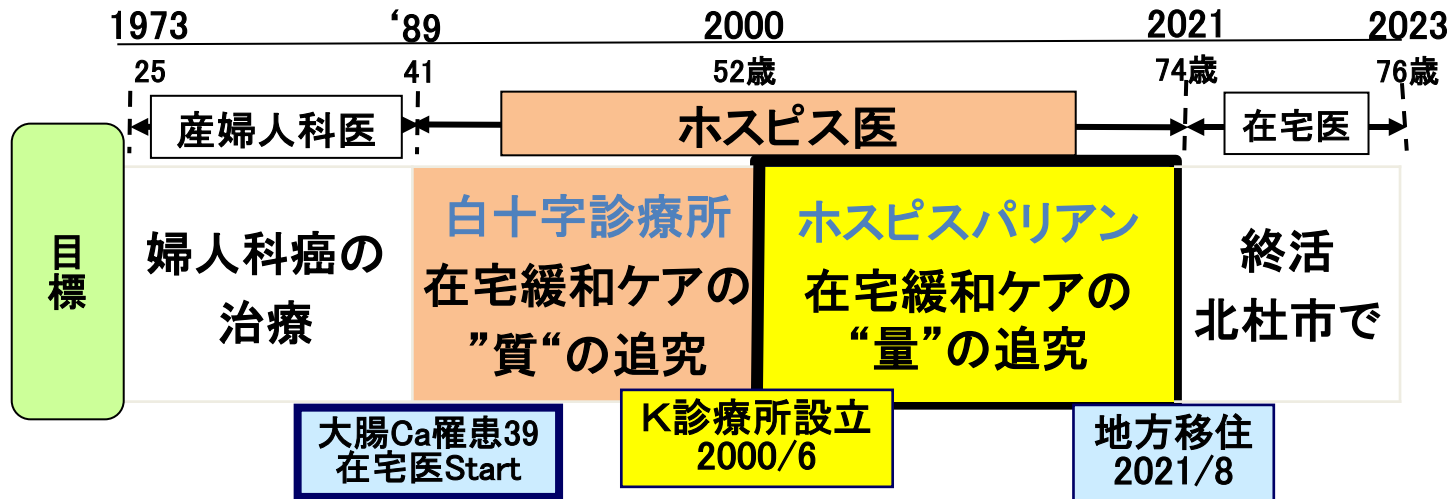 1973 ‘89 2000 2021 2023
25 41 52歳 74歳 76歳
産婦人科医 ホスピス医 在宅医
目標
婦人科癌の
治療
白十字診療所
在宅緩和ケアの
”質“の追究
ホスピスパリアン
在宅緩和ケアの
“量”の追究
終活
北杜市で
大腸Ca罹患39
在宅医Start
K診療所設立
2000/6
地方移住
2021/8